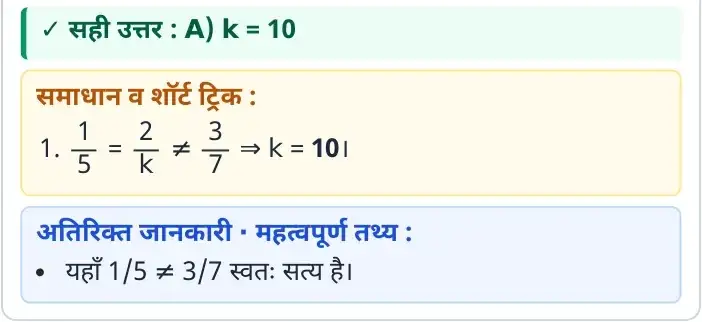 ✓ सही उत्तर : A) k = 10
समाधान व शॉर्ट ट्रिक :
1. 1/5 = 2/k ≠ 3/7 ⇒ k = 10।
अतिरिक्त जानकारी · महत्वपूर्ण तथ्य :
• यहाँ 1/5 ≠ 3/7 स्वतः सत्य है।